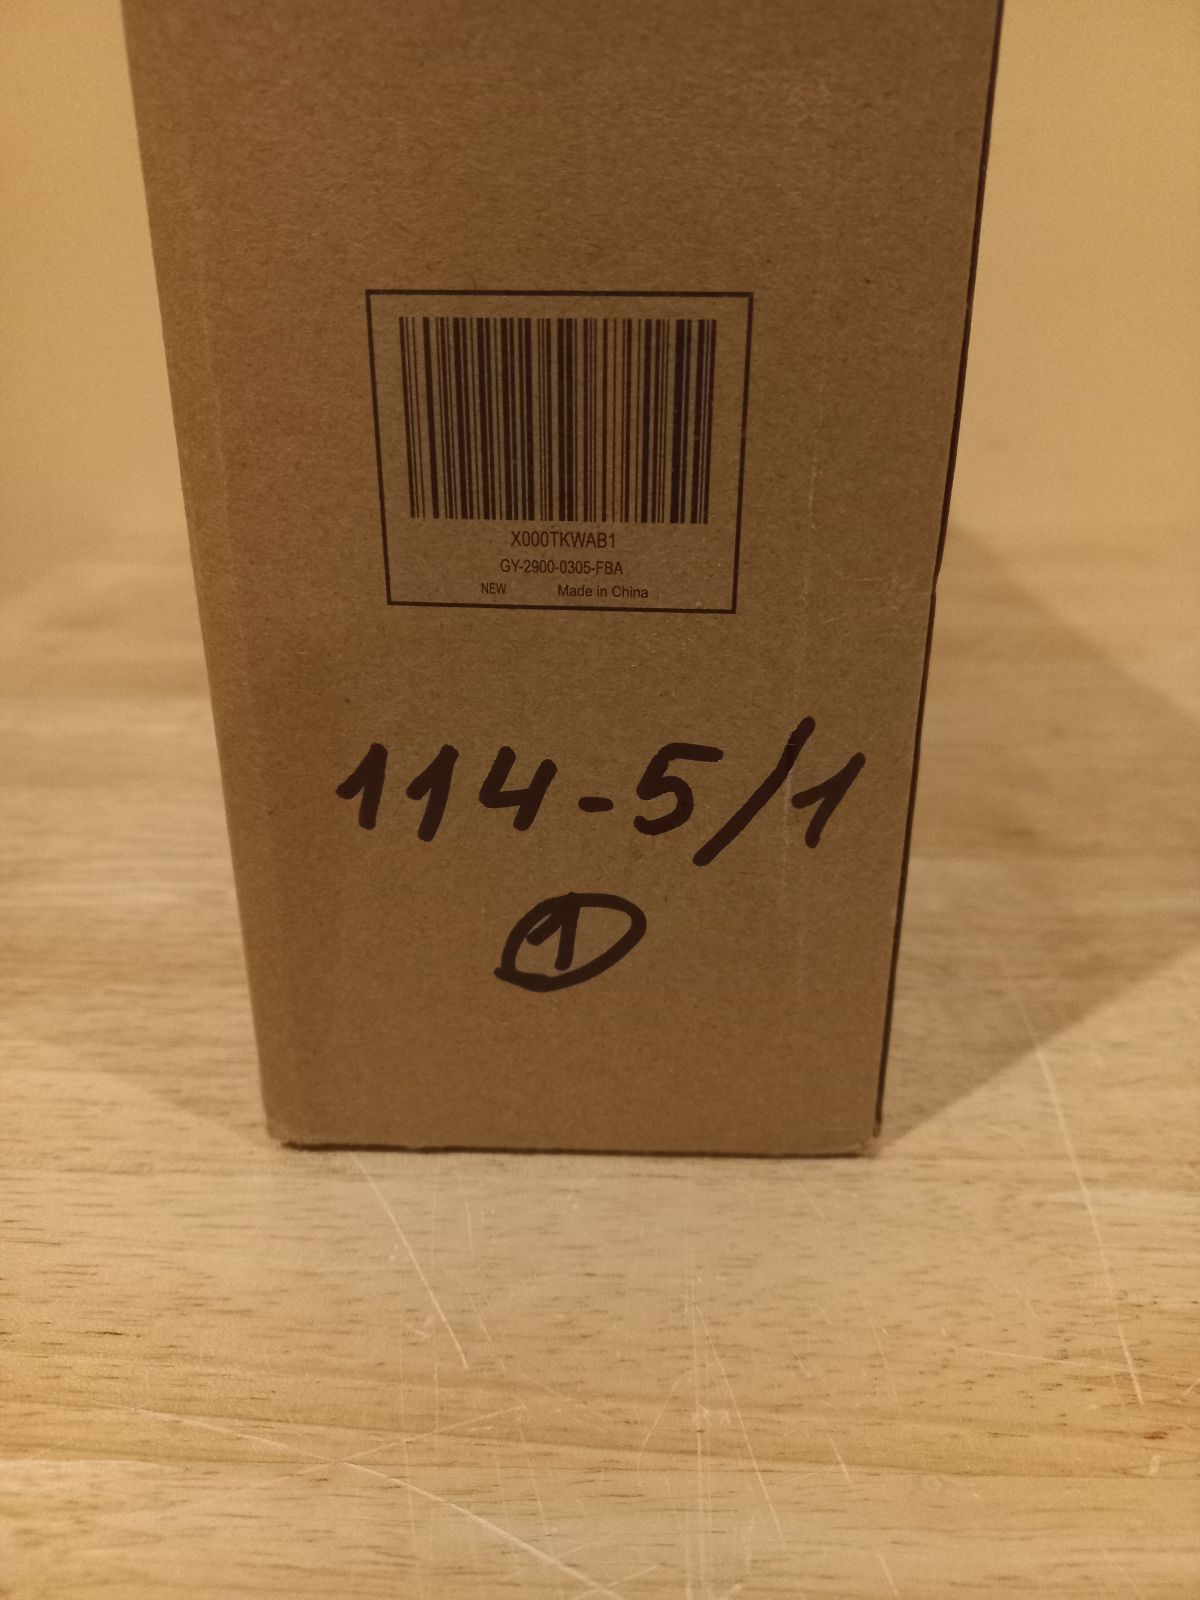 X000TKWAB1
GY-2900-0305-FBA
NEW Made in China
114-5/1
1